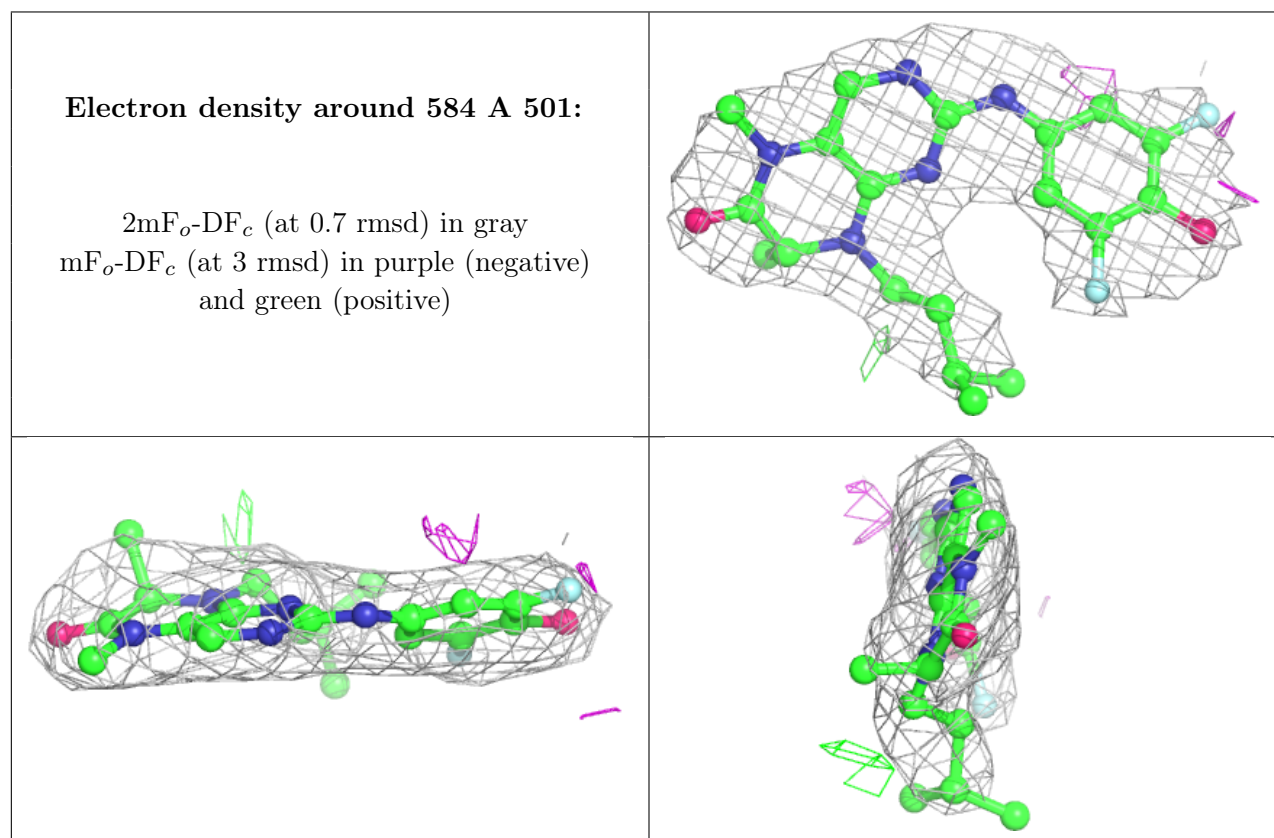 Electron density around 584 A 501:
2mFo-DFc (at 0.7 rmsd) in gray
mFo-DFc (at 3 rmsd) in purple (negative)
and green (positive)